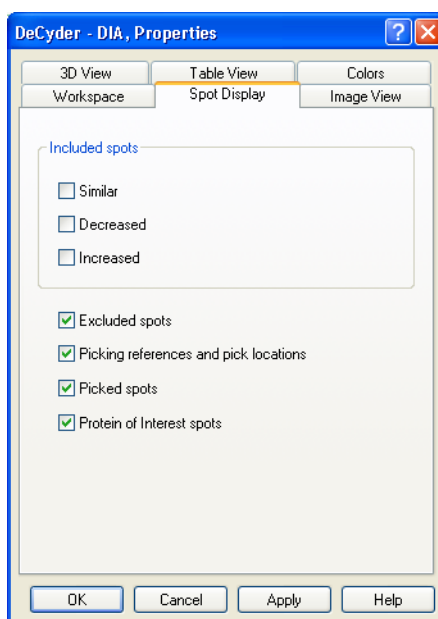 DeCyder - DIA, Properties
3D View Table View Colors
Workspace Spot Display Image View
Included spots
Similar
Decreased
Increased
Excluded spots
Picking references and pick locations
Picked spots
Protein of Interest spots
OK Cancel Apply Help